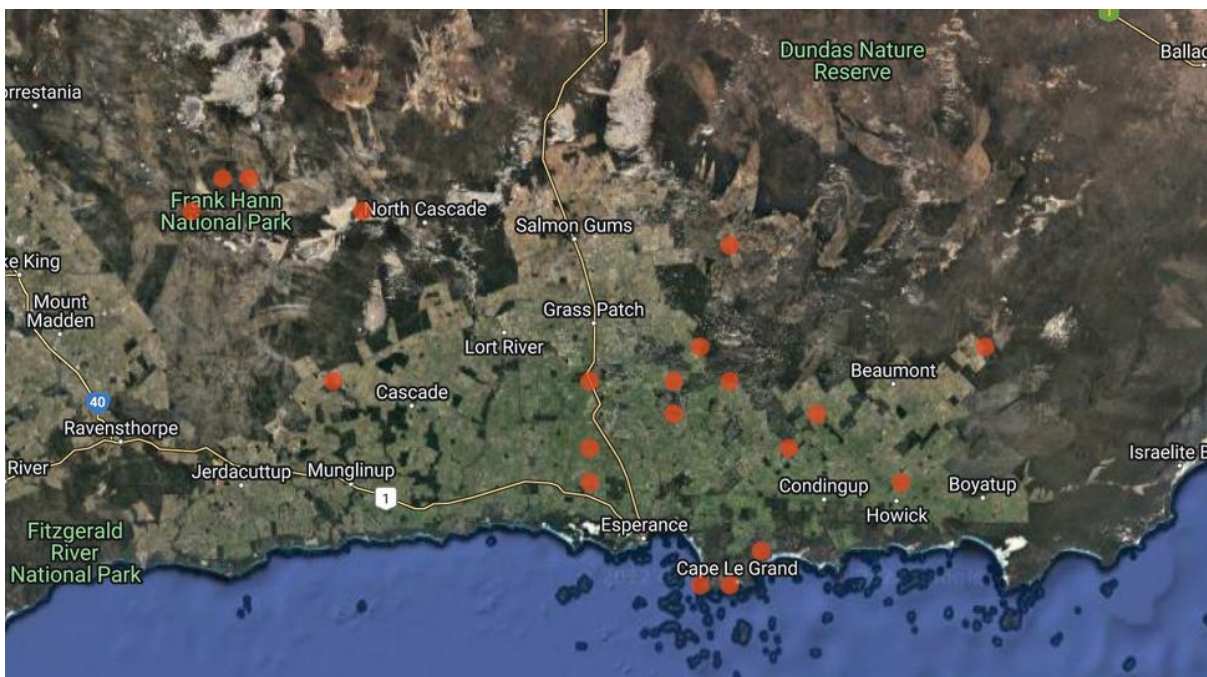 1
Ballad
Dundas Nature
Reserve
orrestania
Frank Hann
National Park
North Cascade
Salmon Gums
ke King
Mount
Madden
Grass Patch
Lort River
Beaumont
Cascade
40
Ravensthorpe
River
Jerdacuttup
Munglinup
1
Israelite B
Condingup
Boyatup
Howick
Esperance
Fitzgerald
River
National Park
Cape Le Grand